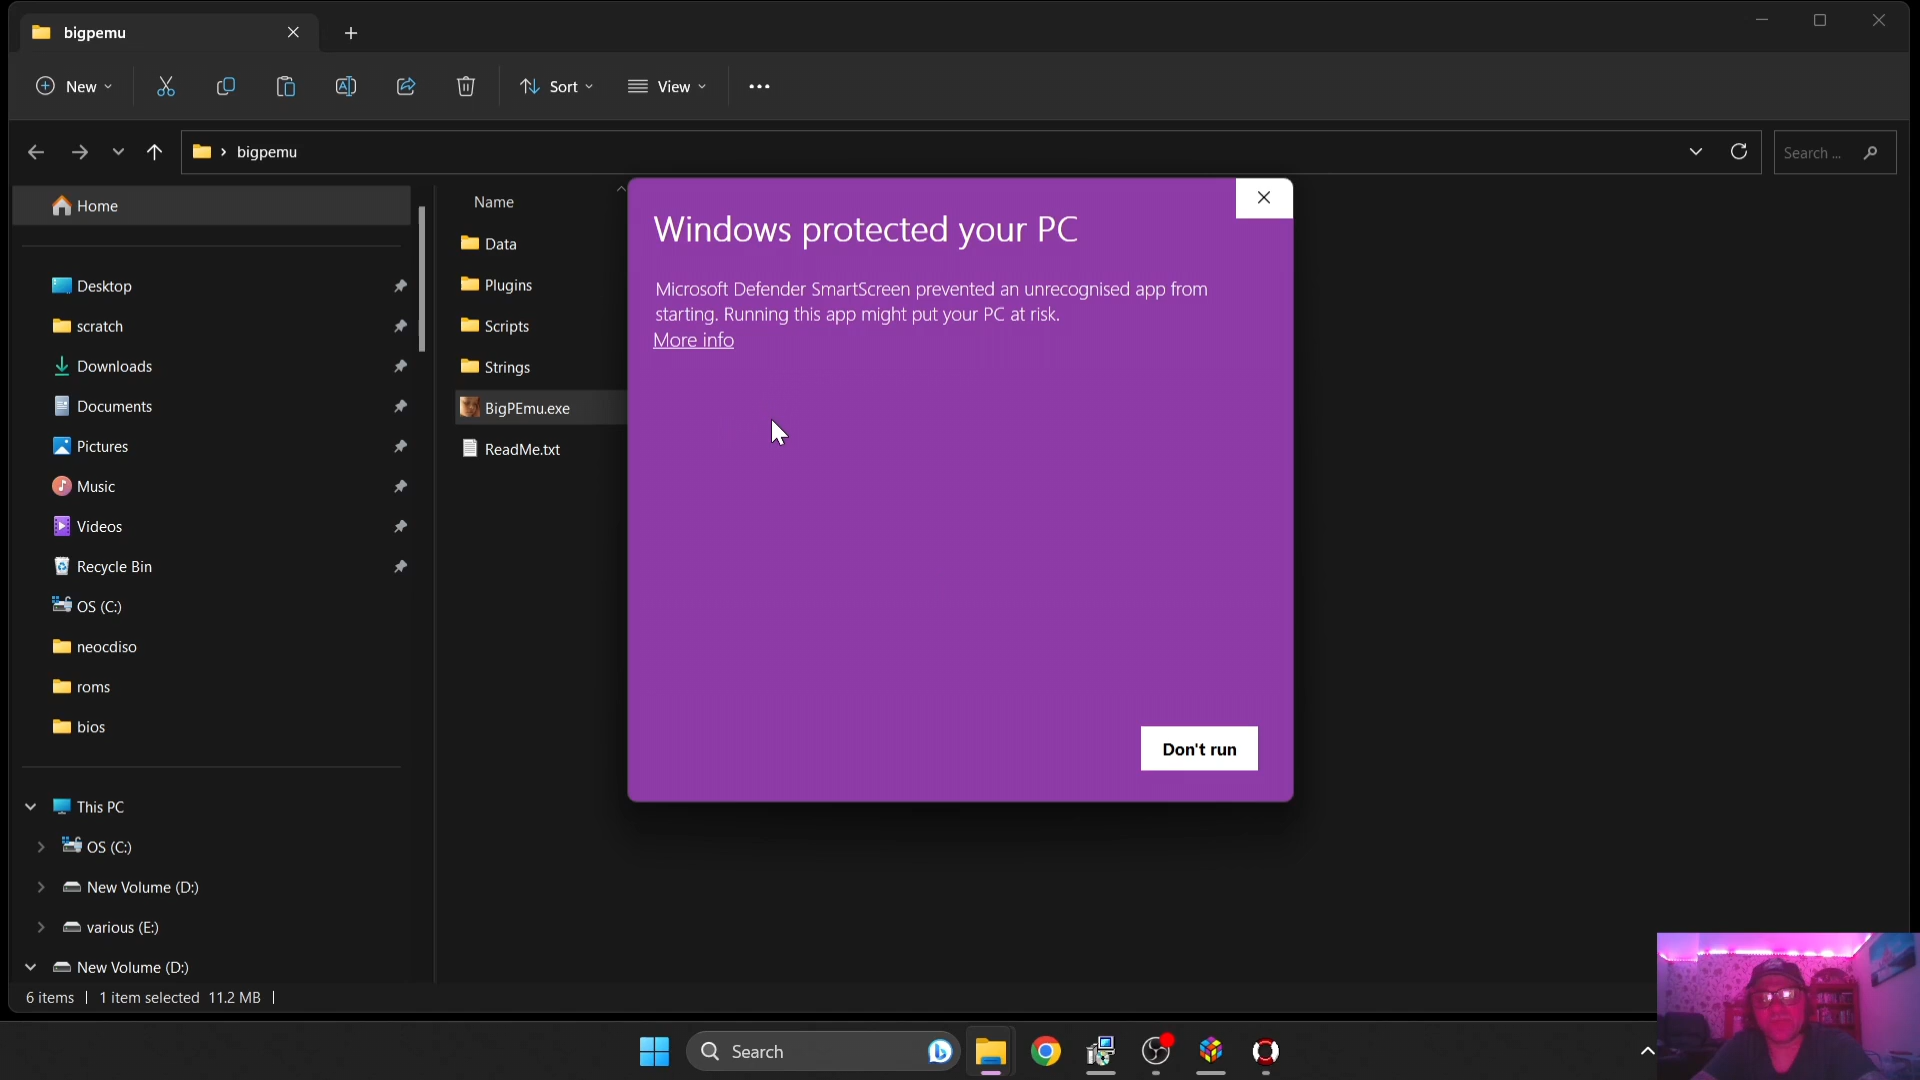 bigpemu
New
Sort
View
bigpemu
Search ...
Home
Desktop
scratch
Downloads
Documents
Pictures
Music
Videos
Recycle Bin
OS (C:)
neocdiso
roms
bios
This PC
OS (C:)
New Volume (D:)
various (E:)
New Volume (D:)
Name
Data
Plugins
Scripts
Strings
BigPEmu.exe
ReadMe.txt
Windows protected your PC
Microsoft Defender SmartScreen prevented an unrecognised app from
starting. Running this app might put your PC at risk.
More info
Don't run
6 items
1 item selected 11.2 MB
Search